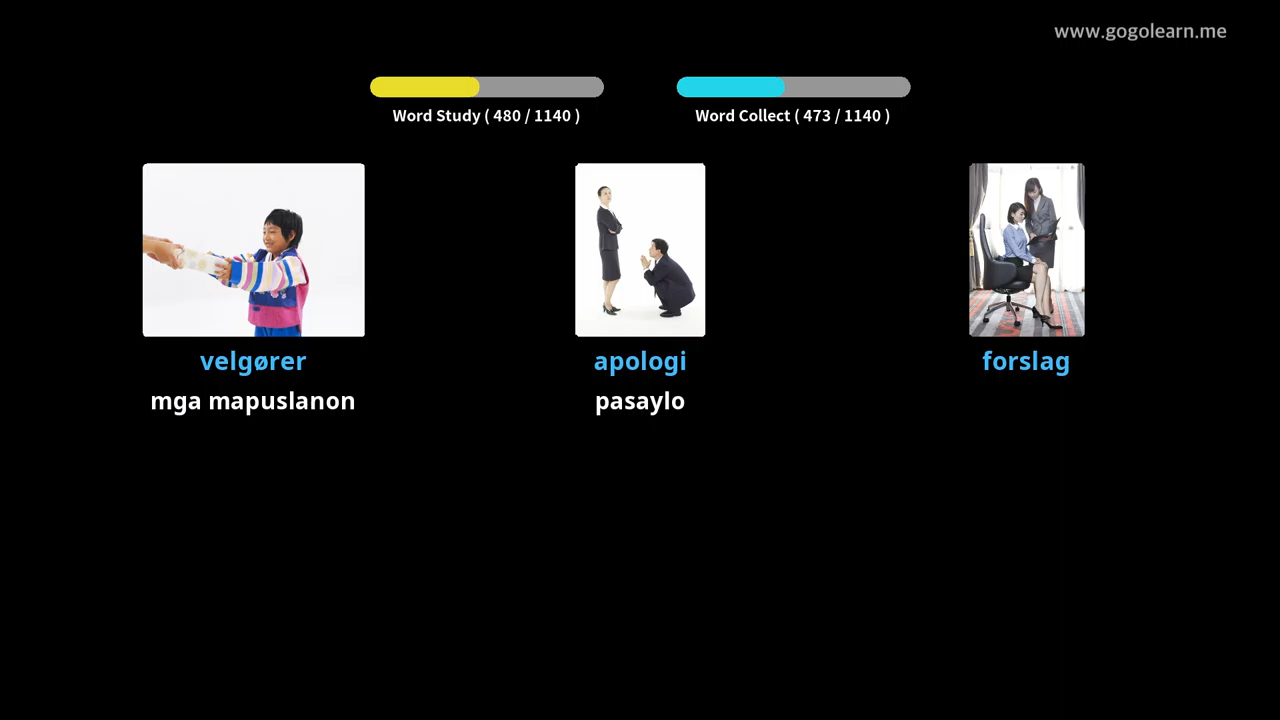 www.gogolearn.me
Word Study ( 480 / 1140 )
Word Collect ( 473 / 1140 )
velgører
apologi
forslag
mga mapuslanon
pasaylo